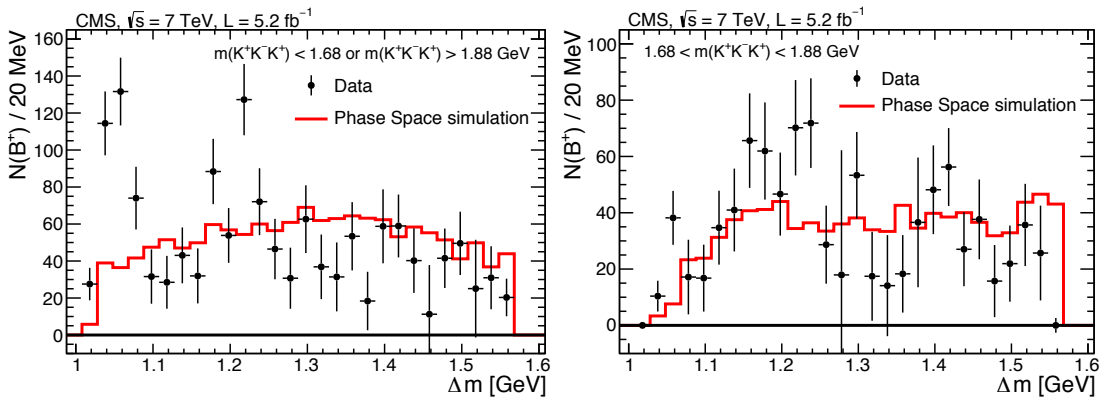 CMS, √s = 7 TeV, L = 5.2 fb⁻¹
N(B⁺) / 20 MeV
m(K⁺K⁻K⁺) < 1.68 or m(K⁺K⁻K⁺) > 1.88 GeV
Data
Phase Space simulation
160
140
120
100
80
60
40
20
0
1 1.1 1.2 1.3 1.4 1.5 1.6
Δm [GeV]
CMS, √s = 7 TeV, L = 5.2 fb⁻¹
N(B⁺) / 20 MeV
1.68 < m(K⁺K⁻K⁺) < 1.88 GeV
Data
Phase Space simulation
100
80
60
40
20
0
1 1.1 1.2 1.3 1.4 1.5 1.6
Δm [GeV]